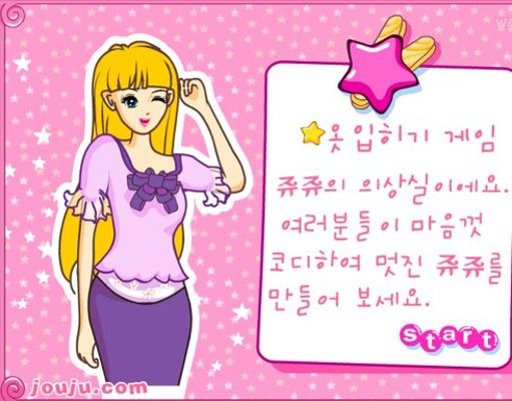 옷입히기 게임
쥬쥬의 의상실이에요.
여러분들이 마음껏
코디하여 멋진 쥬쥬를
만들어 보세요.
start
jouju.com